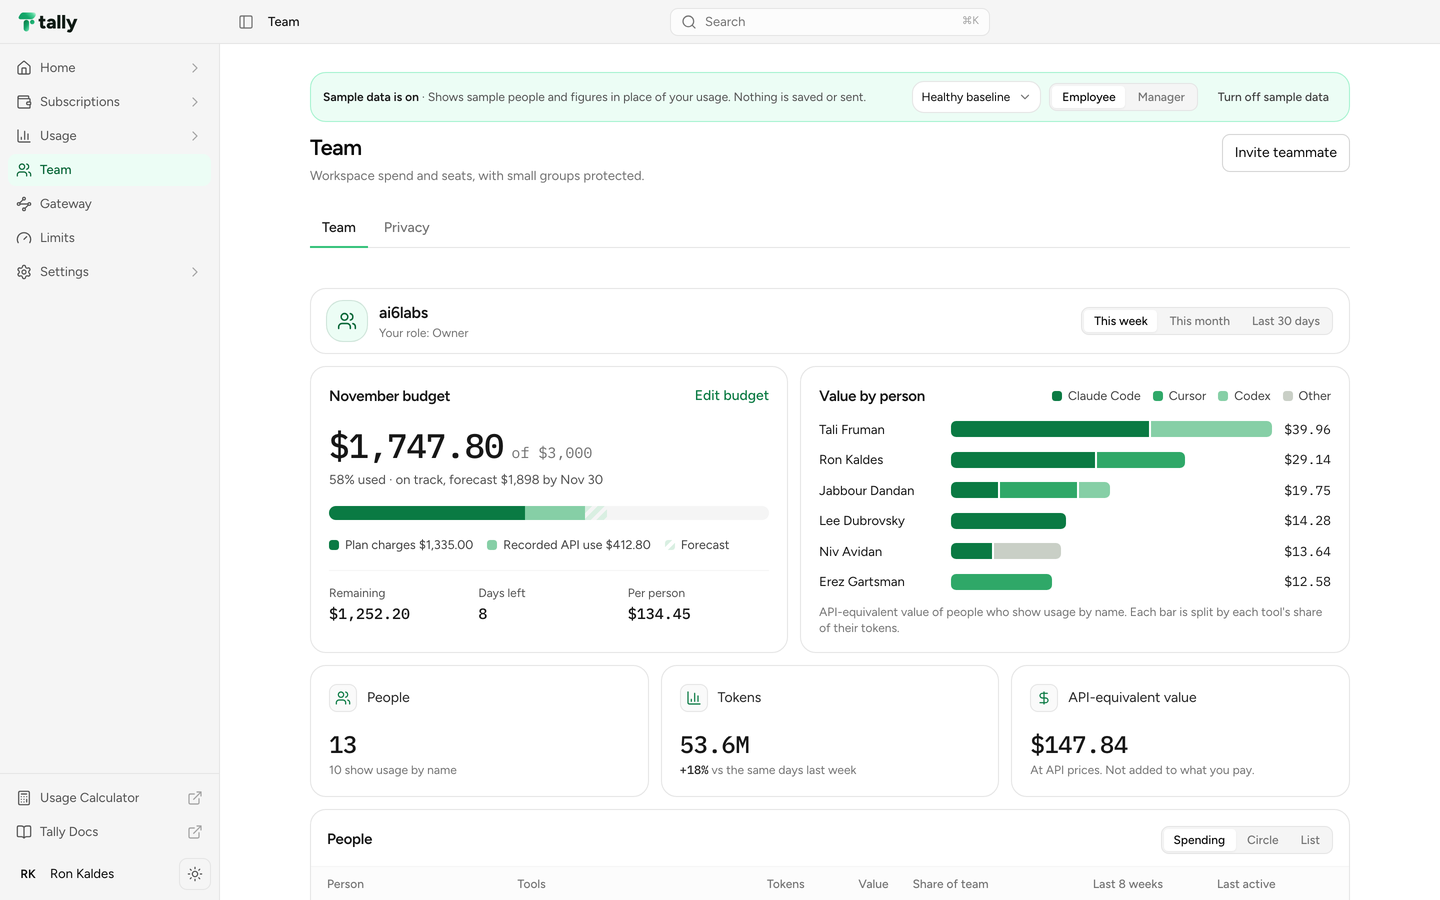 tally
Team
Search
⌘K
Home
Subscriptions
Usage
Team
Gateway
Limits
Settings
Usage Calculator
Tally Docs
RK Ron Kaldes
Sample data is on · Shows sample people and figures in place of your usage. Nothing is saved or sent.
Healthy baseline
Employee
Manager
Turn off sample data
Team
Workspace spend and seats, with small groups protected.
Invite teammate
Team
Privacy
ai6labs
Your role: Owner
This week
This month
Last 30 days
November budget
Edit budget
$1,747.80 of $3,000
58% used · on track, forecast $1,898 by Nov 30
Plan charges $1,335.00
Recorded API use $412.80
Forecast
Remaining
$1,252.20
Days left
8
Per person
$134.45
Value by person
Claude Code
Cursor
Codex
Other
Tali Fruman $39.96
Ron Kaldes $29.14
Jabbour Dandan $19.75
Lee Dubrovsky $14.28
Niv Avidan $13.64
Erez Gartsman $12.58
API-equivalent value of people who show usage by name. Each bar is split by each tool's share
of their tokens.
People
13
10 show usage by name
Tokens
53.6M
+18% vs the same days last week
API-equivalent value
$147.84
At API prices. Not added to what you pay.
People
Spending
Circle
List
Person
Tools
Tokens
Value
Share of team
Last 8 weeks
Last active